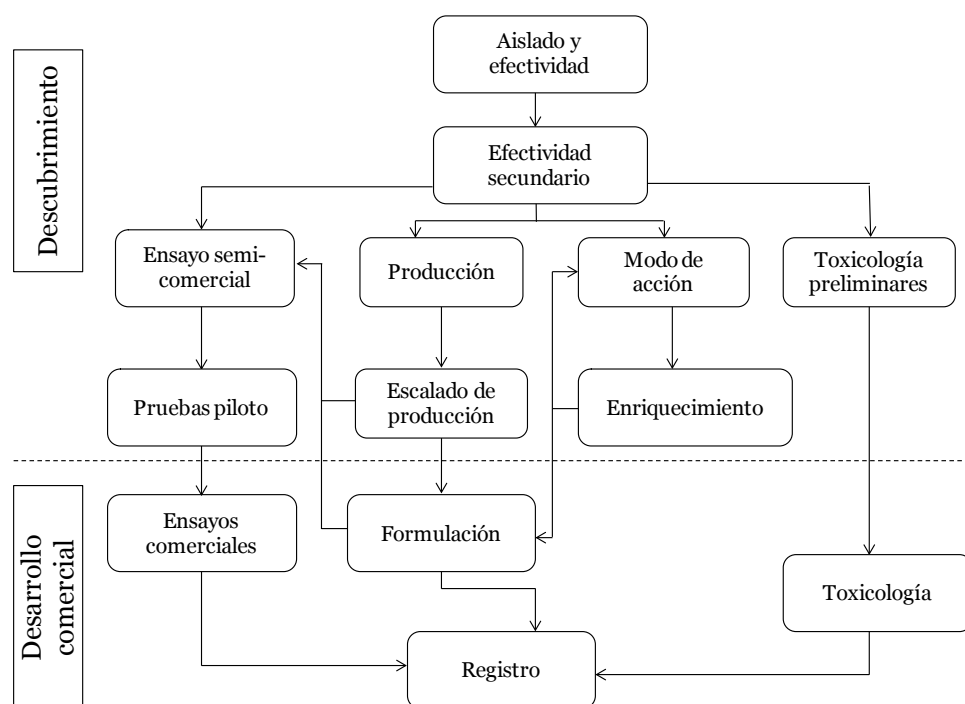 Descubrimiento
Aislado y
efectividad
Efectividad
secundario
Ensayo semi-
comercial
Producción
Modo de
acción
Toxicología
preliminares
Pruebas piloto
Escalado de
producción
Enriquecimiento
Desarrollo
comercial
Ensayos
comerciales
Formulación
Toxicología
Registro